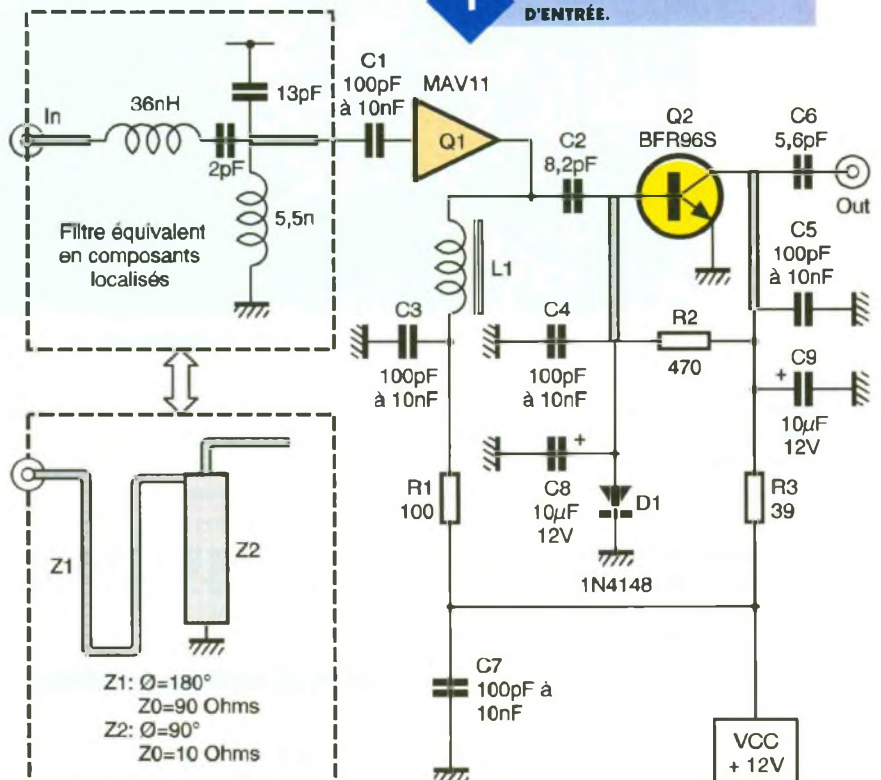 D'ENTRÉE.
In
36nH
2pF
13pF
5,5n
Filtre équivalent
en composants
localisés
C1
100pF
à 10nF
MAV11
Q1
C2
8,2pF
Q2
BFR96S
C6
5,6pF
Out
L1
C5
100pF
à 10nF
C3
100pF
à 10nF
C4
100pF
à 10nF
R2
470
C9
+
10µF
12V
R1
100
+
C8
10µF
12V
D1
1N4148
R3
39
Z1
Z2
Z1: Ø=180°
Z0=90 Ohms
Z2: Ø=90°
Z0=10 Ohms
C7
100pF à
10nF
VCC
+ 12V